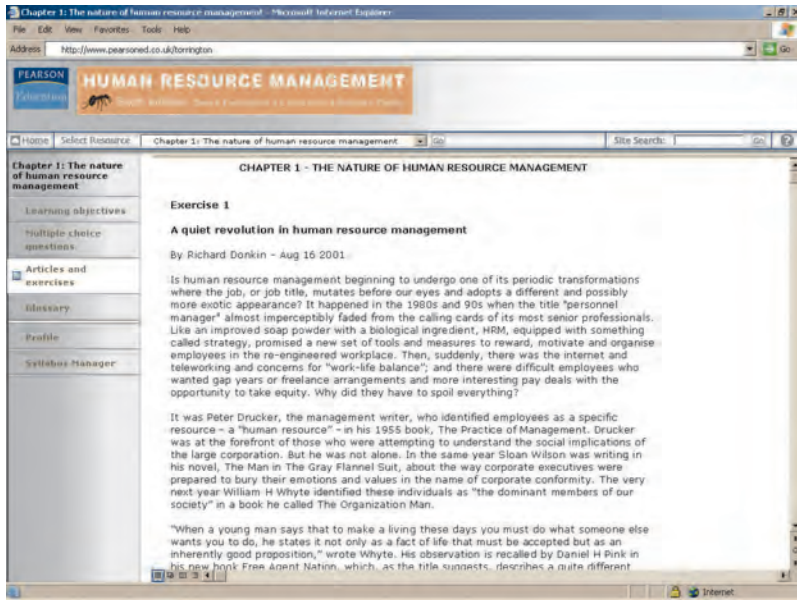 Chapter 1: The nature of human resource management - Microsoft Internet Explorer
File Edit View Favorites Tools Help
Address http://www.pearsoned.co.uk/torrington Go
PEARSON
Education
HUMAN RESOURCE MANAGEMENT
Home Select Resource Chapter 1: The nature of human resource management Go Site Search: Go
Chapter 1: The nature
of human resource
management
Learning objectives
Multiple choice
questions
Articles and
exercises
Glossary
Profile
Syllabus Manager
CHAPTER 1 - THE NATURE OF HUMAN RESOURCE MANAGEMENT
Exercise 1
A quiet revolution in human resource management
By Richard Donkin - Aug 16 2001
Is human resource management beginning to undergo one of its periodic transformations
where the job, or job title, mutates before our eyes and adopts a different and possibly
more exotic appearance? It happened in the 1980s and 90s when the title "personnel
manager" almost imperceptibly faded from the calling cards of its most senior professionals.
Like an improved soap powder with a biological ingredient, HRM, equipped with something
called strategy, promised a new set of tools and measures to reward, motivate and organise
employees in the re-engineered workplace. Then, suddenly, there was the internet and
teleworking and concerns for "work-life balance"; and there were difficult employees who
wanted gap years or freelance arrangements and more interesting pay deals with the
opportunity to take equity. Why did they have to spoil everything?
It was Peter Drucker, the management writer, who identified employees as a specific
resource - a "human resource" - in his 1955 book, The Practice of Management. Drucker
was at the forefront of those who were attempting to understand the social implications of
the large corporation. But he was not alone. In the same year Sloan Wilson was writing in
his novel, The Man in The Gray Flannel Suit, about the way corporate executives were
prepared to bury their emotions and values in the name of corporate conformity. The very
next year William H Whyte identified these individuals as "the dominant members of our
society" in a book he called The Organization Man.
"When a young man says that to make a living these days you must do what someone else
wants you to do, he states it not only as a fact of life that must be accepted but as an
inherently good proposition," wrote Whyte. His observation is recalled by Daniel H Pink in
his new book Free Agent Nation, which, as the title suggests, describes a quite different
Internet